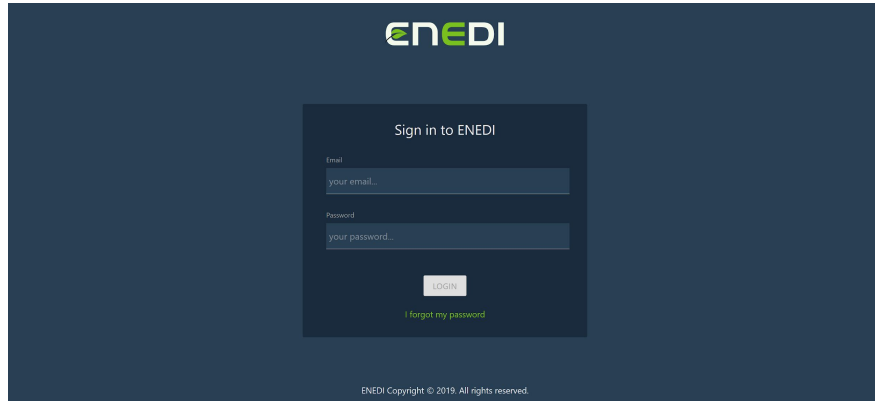 ENEDI
Sign in to ENEDI
Email
your email...
Password
your password...
LOGIN
I forgot my password
ENEDI Copyright © 2019. All rights reserved.